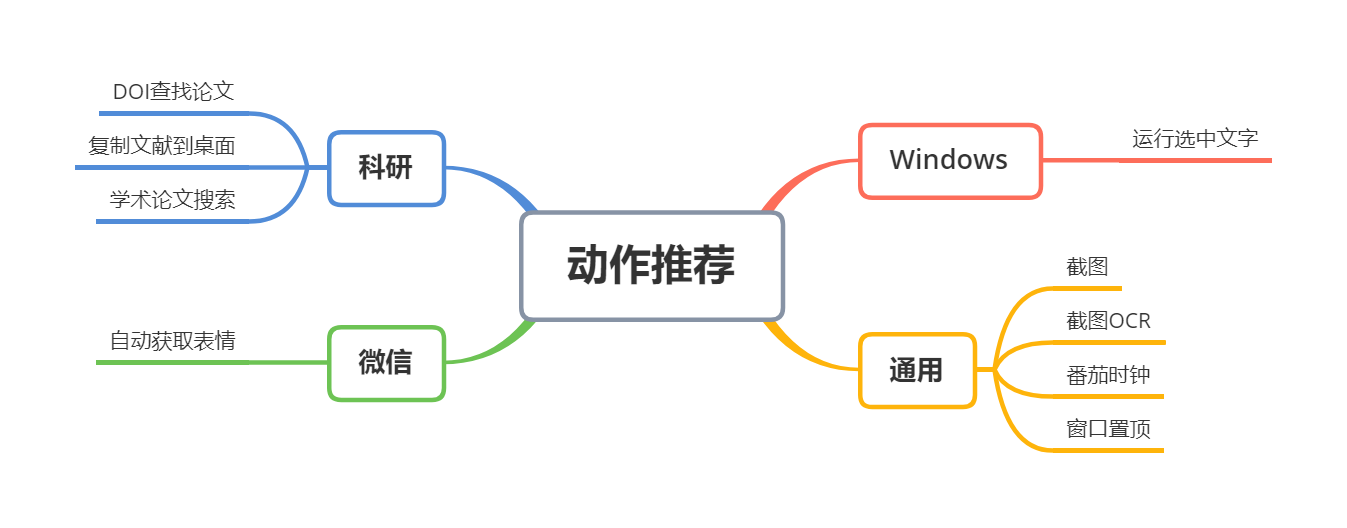 动作推荐
科研
DOI查找论文
复制文献到桌面
学术论文搜索
微信
自动获取表情
Windows
运行选中文字
通用
截图
截图OCR
番茄时钟
窗口置顶